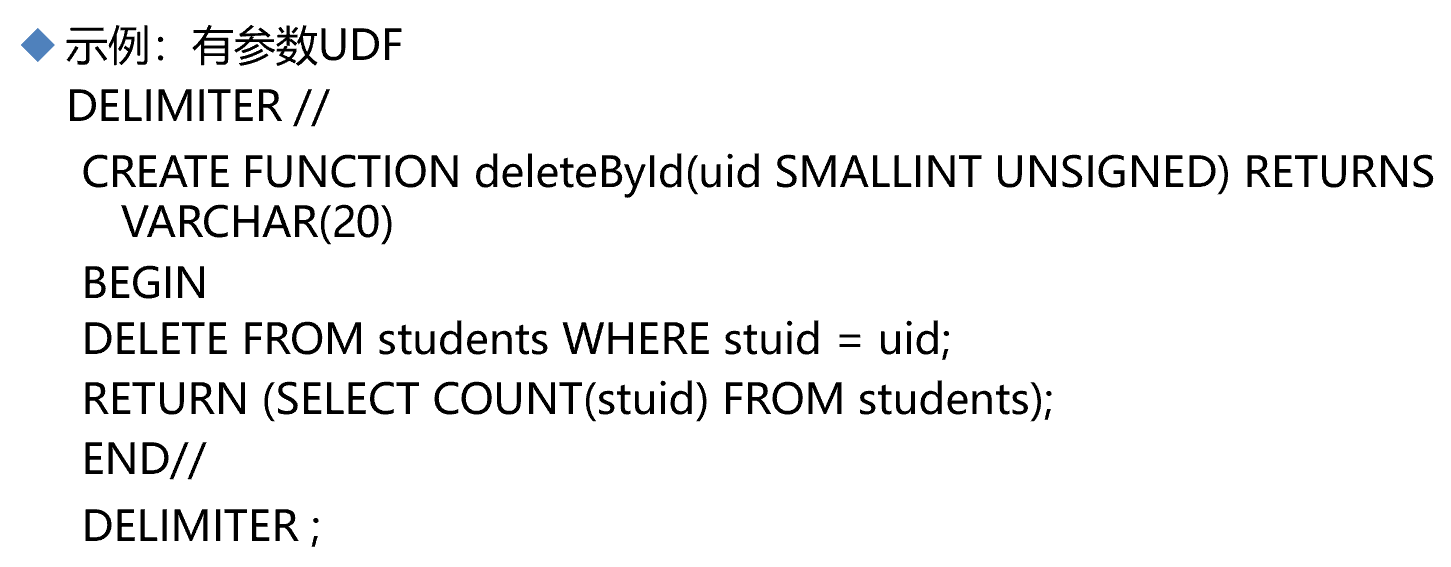 示例：有参数UDF
DELIMITER //
CREATE FUNCTION deleteById(uid SMALLINT UNSIGNED) RETURNS
VARCHAR(20)
BEGIN
DELETE FROM students WHERE stuid = uid;
RETURN (SELECT COUNT(stuid) FROM students);
END//
DELIMITER ;